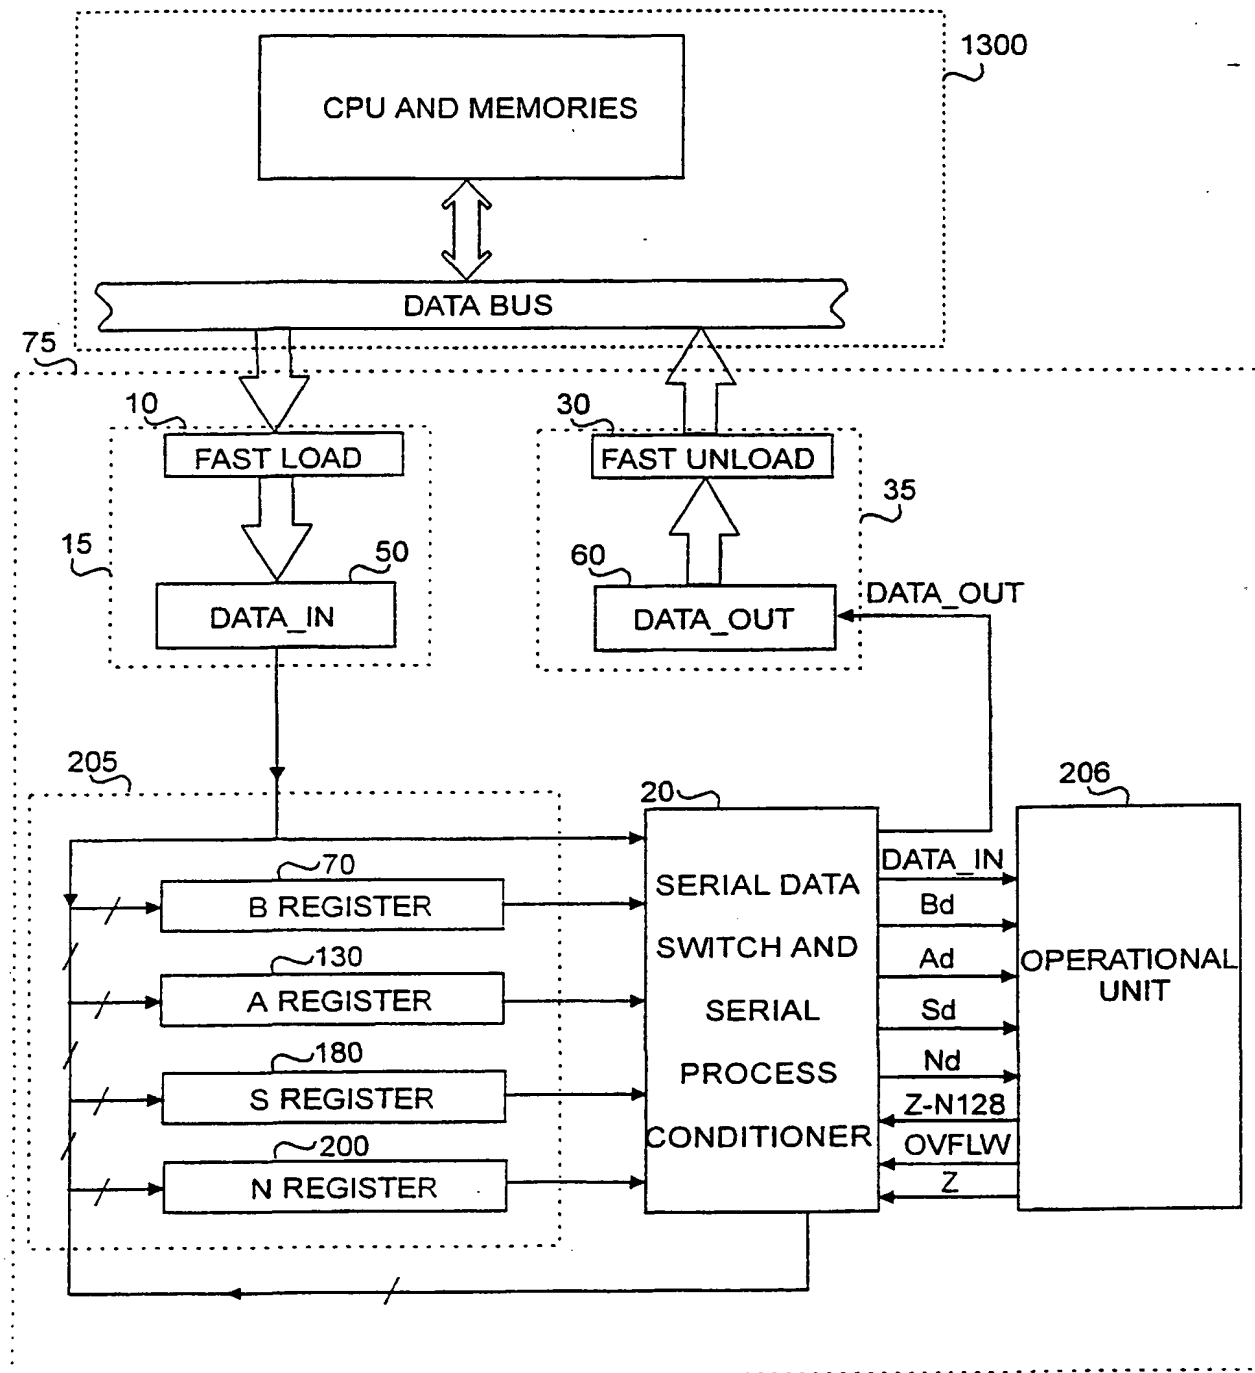 1300
CPU AND MEMORIES
DATA BUS
75
10
FAST LOAD
30
FAST UNLOAD
35
15
50
DATA_IN
60
DATA_OUT
DATA_OUT
205
20
206
70
B REGISTER
130
A REGISTER
180
S REGISTER
200
N REGISTER
SERIAL DATA
SWITCH AND
SERIAL
PROCESS
CONDITIONER
DATA_IN
Bd
Ad
Sd
Nd
Z-N128
OVFLW
Z
OPERATIONAL
UNIT